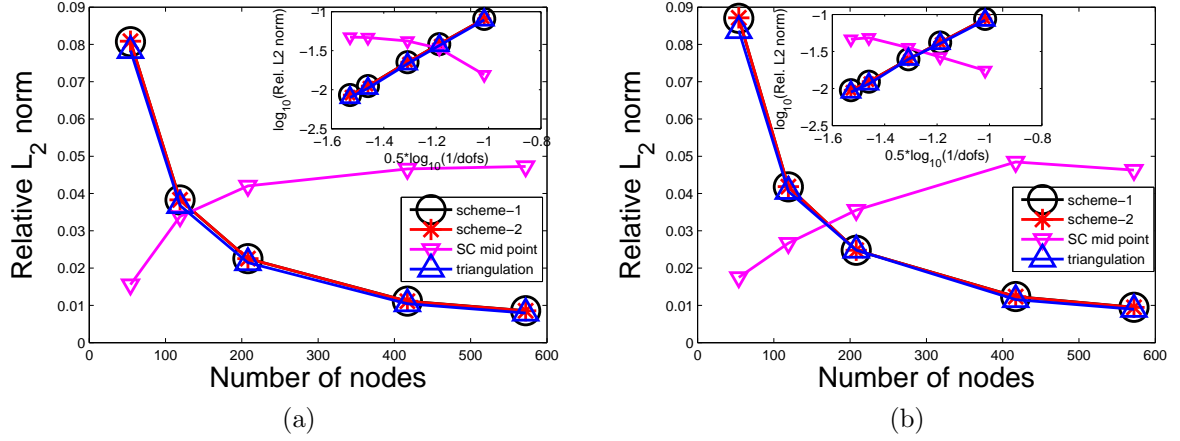 0.09
0.08
0.07
0.06
0.05
0.04
0.03
0.02
0.01
0
Relative L2 norm
0 100 200 300 400 500 600
Number of nodes
-1
-1.5
-2
-2.5
log10(Rel. L2 norm)
-1.6 -1.4 -1.2 -1 -0.8
0.5*log10(1/dofs)
scheme-1
scheme-2
SC mid point
triangulation
(a)
0.09
0.08
0.07
0.06
0.05
0.04
0.03
0.02
0.01
0
Relative L2 norm
0 100 200 300 400 500 600
Number of nodes
-1
-1.5
-2
-2.5
log10(Rel. L2 norm)
-1.6 -1.4 -1.2 -1 -0.8
0.5*log10(1/dofs)
scheme-1
scheme-2
SC mid point
triangulation
(b)